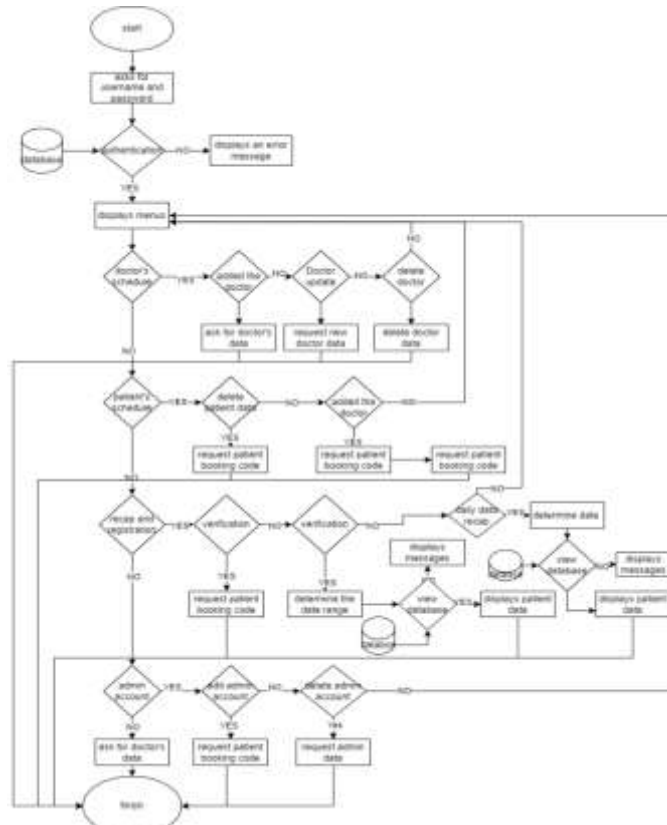 start
asks for
username and
password
database
authentication
NO
displays an error
message
YES
displays menus
NO
doctor's
schedule
YES
added the
doctor
NO
Doctor
update
NO
delete
doctor
ask for doctor's
data
request new
doctor data
delete doctor
data
NO
patient's
schedule
YES
delete
patient data
NO
added the
doctor
NO
YES
YES
request patient
booking code
request patient
booking code
request patient
booking code
NO
NO
recap and
registration
YES
verification
NO
verification
NO
daily data
recap
yes
determine date
displays
messages
view
database
displays
messages
NO
YES
YES
request patient
booking code
determine the
date range
view
database
YES
displays patient
data
displays patient
data
admin
account
YES
add admin
account
NO
delete admin
account
NO
NO
YES
Yes
ask for doctor's
data
request patient
booking code
request admin
data
finish